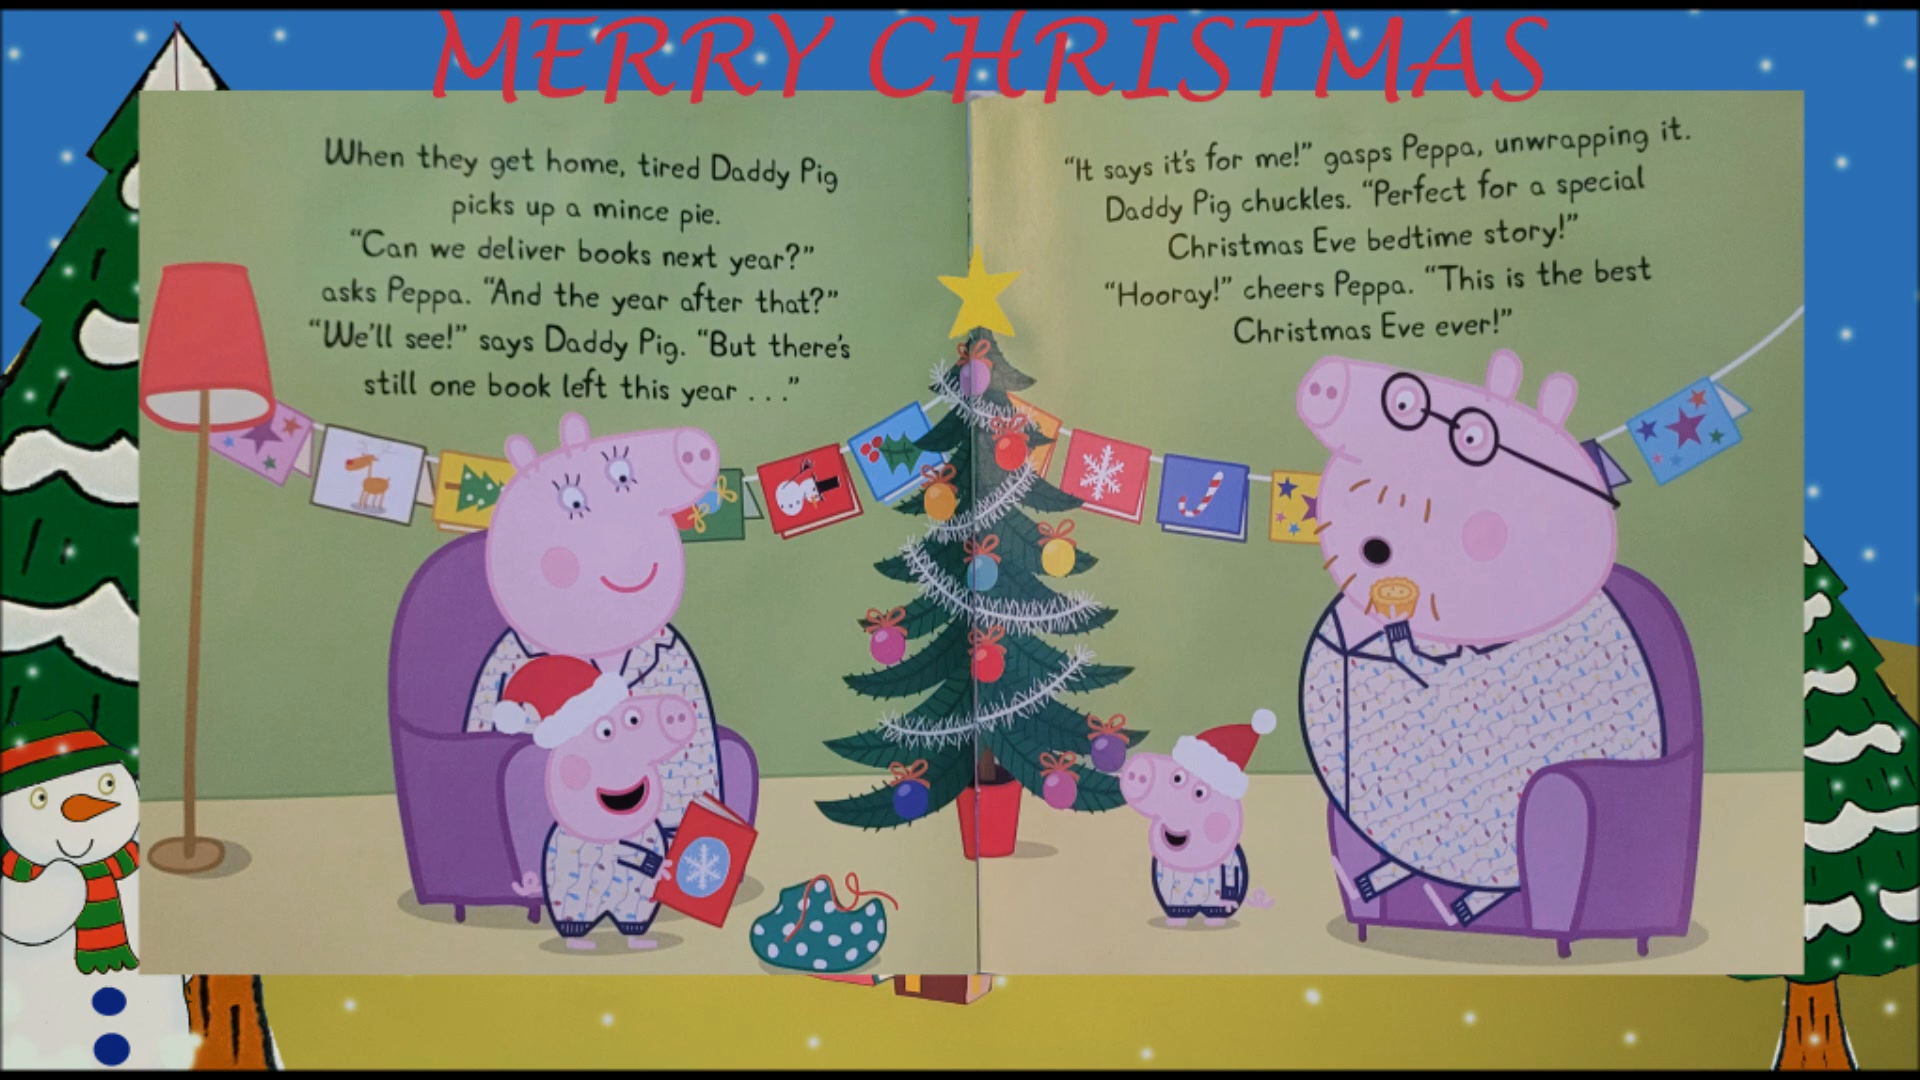 MERRY CHRISTMAS
When they get home, tired Daddy Pig
picks up a mince pie.
“Can we deliver books next year?”
asks Peppa. “And the year after that?”
“We’ll see!” says Daddy Pig. “But there’s
still one book left this year . . .”
“It says it’s for me!” gasps Peppa, unwrapping it.
Daddy Pig chuckles. “Perfect for a special
Christmas Eve bedtime story!”
“Hooray!” cheers Peppa. “This is the best
Christmas Eve ever!”